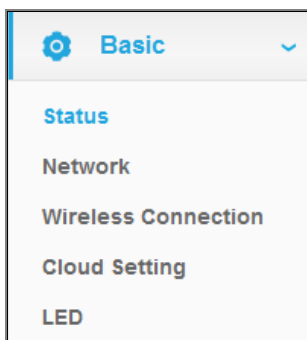 Basic
Status
Network
Wireless Connection
Cloud Setting
LED